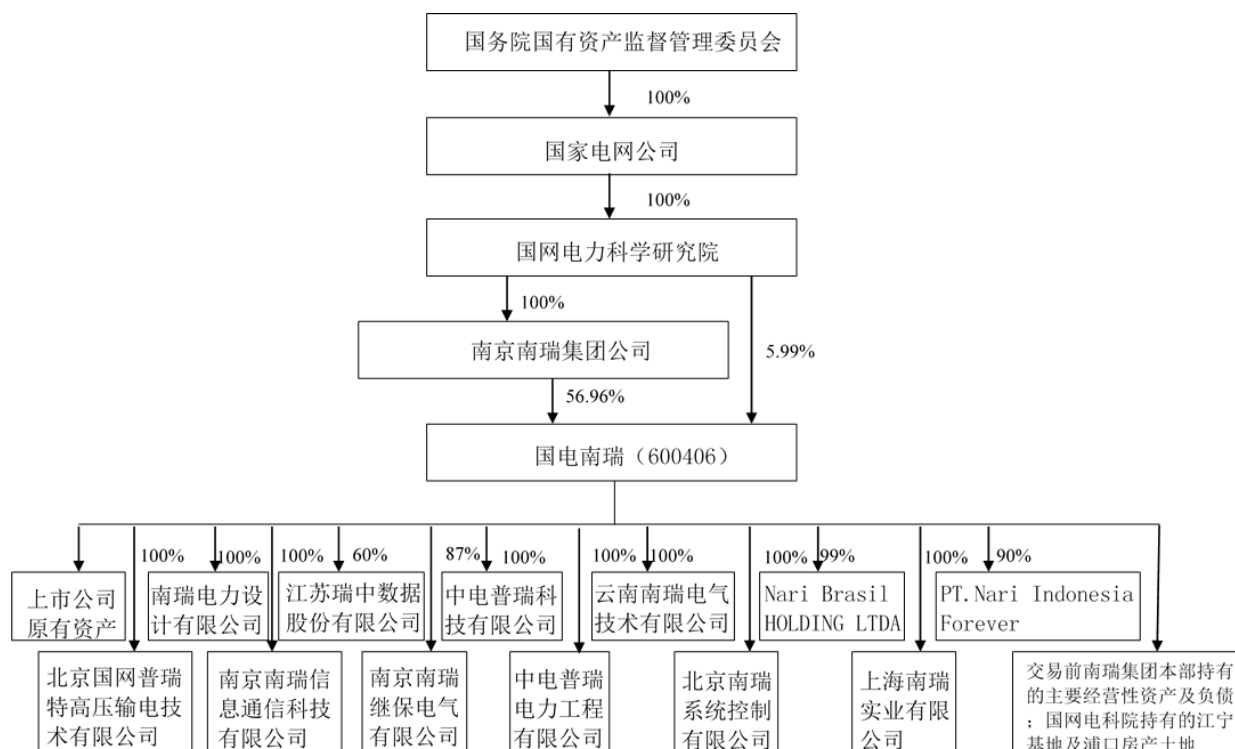 国务院国有资产监督管理委员会
100%
国家电网公司
100%
国网电力科学研究院
100%
南京南瑞集团公司
5.99%
56.96%
国电南瑞（600406）
100%
100%
100%
60%
87%
100%
100%
100%
100%
99%
100%
90%
上市公司
原有资产
南瑞电力设
计有限公司
江苏瑞中数据
股份有限公司
中电普瑞科
技有限公司
云南南瑞电气
技术有限公司
Nari Brasil
HOLDING LTDA
PT.Nari Indonesia
Forever
北京国网普瑞
特高压输电技
术有限公司
南京南瑞信
息通信科技
有限公司
南京南瑞
继保电气
有限公司
中电普瑞
电力工程
有限公司
北京南瑞
系统控制
有限公司
上海南瑞
实业有限
公司
交易前南瑞集团本部持有
的主要经营性资产及负债
；国网电科院持有的江宁
基地及浦口房产土地